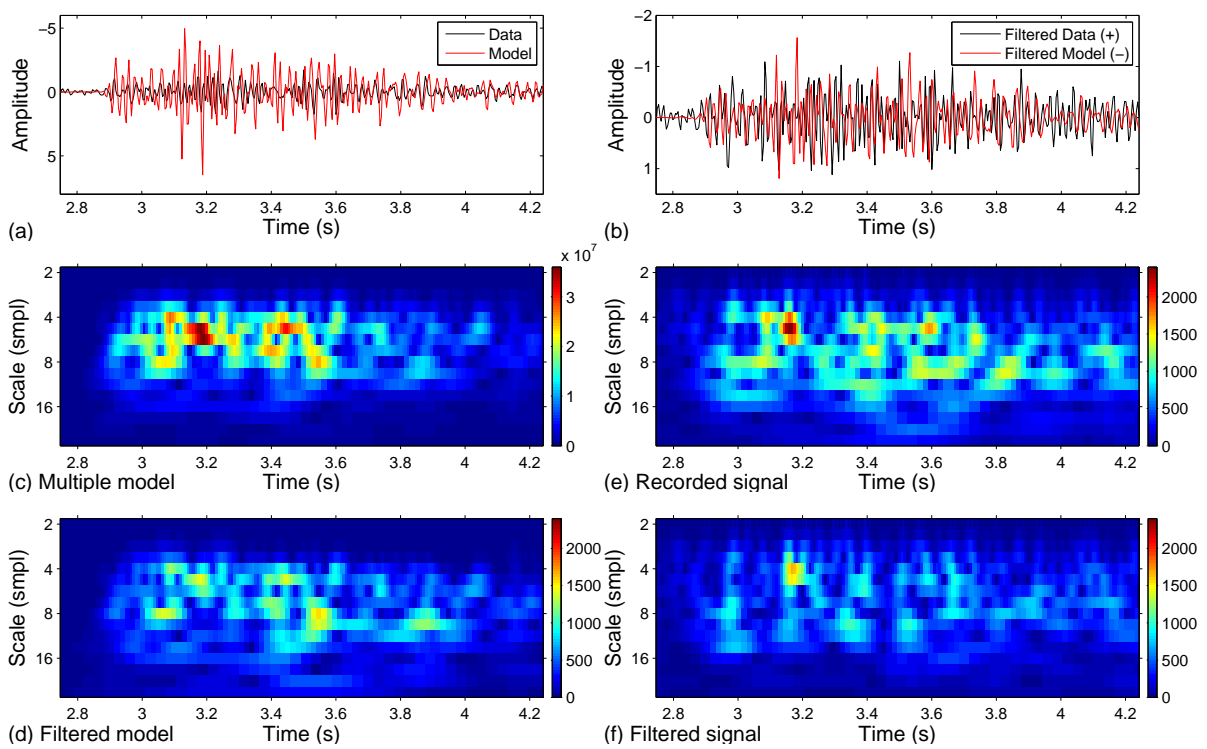 −5
0
5
Amplitude
Data
Model
2.8 3 3.2 3.4 3.6 3.8 4 4.2
(a) Time (s)
−2
−1
0
1
Amplitude
Filtered Data (+)
Filtered Model (−)
2.8 3 3.2 3.4 3.6 3.8 4 4.2
(b) Time (s)
2
4
8
16
Scale (smpl)
x 10^7
3
2
1
0
2.8 3 3.2 3.4 3.6 3.8 4 4.2
(c) Multiple model Time (s)
2
4
8
16
Scale (smpl)
2000
1500
1000
500
0
2.8 3 3.2 3.4 3.6 3.8 4 4.2
(e) Recorded signal Time (s)
2
4
8
16
Scale (smpl)
2000
1500
1000
500
0
2.8 3 3.2 3.4 3.6 3.8 4 4.2
(d) Filtered model Time (s)
2
4
8
16
Scale (smpl)
2000
1500
1000
500
0
2.8 3 3.2 3.4 3.6 3.8 4 4.2
(f) Filtered signal Time (s)